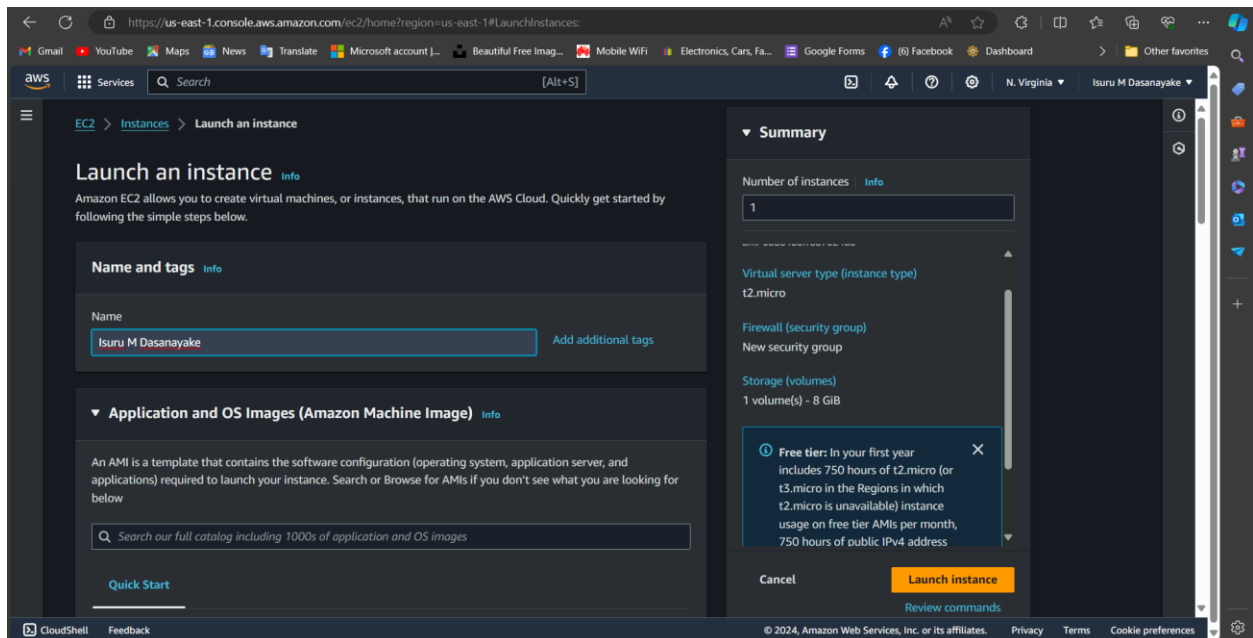 https://us-east-1.console.aws.amazon.com/ec2/home?region=us-east-1#LaunchInstances:
Gmail YouTube Maps News Translate Microsoft account |... Beautiful Free Imag... Mobile WiFi Electronics, Cars, Fa... Google Forms (6) Facebook Dashboard Other favorites
aws Services Search [Alt+S] N. Virginia Isuru M Dasanayake
EC2 > Instances > Launch an instance
Launch an instance Info
Amazon EC2 allows you to create virtual machines, or instances, that run on the AWS Cloud. Quickly get started by
following the simple steps below.
Name and tags Info
Name
Isuru M Dasanayake Add additional tags
Application and OS Images (Amazon Machine Image) Info
An AMI is a template that contains the software configuration (operating system, application server, and
applications) required to launch your instance. Search or Browse for AMIs if you don't see what you are looking for
below
Search our full catalog including 1000s of application and OS images
Quick Start
Summary
Number of instances Info
1
Virtual server type (instance type)
t2.micro
Firewall (security group)
New security group
Storage (volumes)
1 volume(s) - 8 GiB
Free tier: In your first year
includes 750 hours of t2.micro (or
t3.micro in the Regions in which
t2.micro is unavailable) instance
usage on free tier AMIs per month,
750 hours of public IPv4 address
Cancel Launch instance
Review commands
CloudShell Feedback © 2024, Amazon Web Services, Inc. or its affiliates. Privacy Terms Cookie preferences